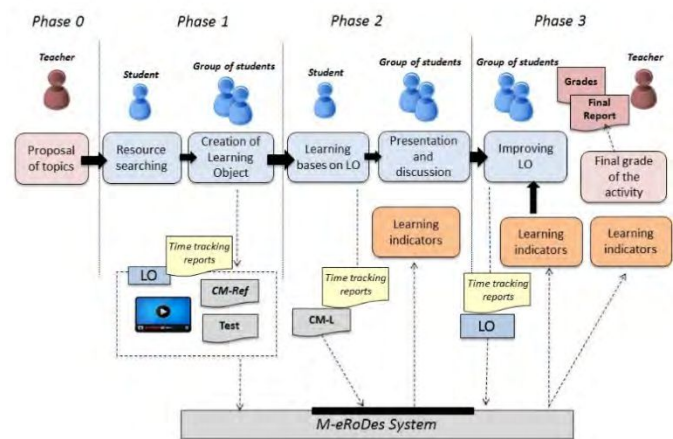 Phase 0
Phase 1
Phase 2
Phase 3
Teacher
Student
Group of students
Student
Group of students
Group of students
Teacher
Grades
Final
Report
Proposal
of topics
Resource
searching
Creation of
Learning
Object
Learning
bases on LO
Presentation
and
discussion
Improving
LO
Final grade
of the
activity
Learning
indicators
Learning
indicators
Learning
indicators
Time tracking
reports
LO
CM-Ref
Test
Time tracking
reports
CM-L
Time tracking
reports
LO
M-eRoDes System